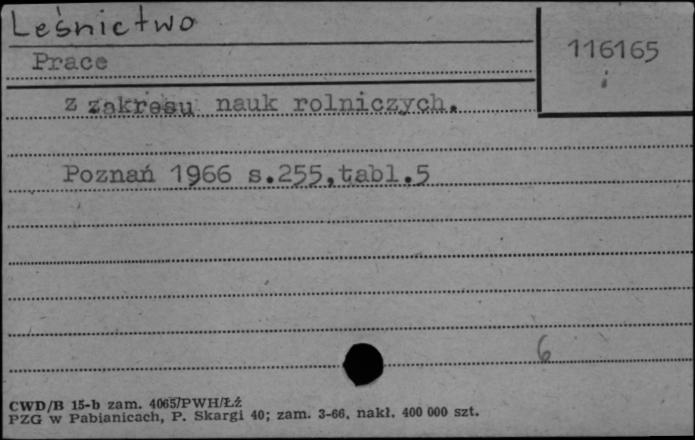 Leśnictwo
116165
Prace
z zakresu nauk rolniczych.
Poznań 1966 s.255,tabl.5
6
CWD/B 15-b zam. 4065/PWH/Łź
PZG w Pabianicach, P. Skargi 40; zam. 3-66, nakł. 400 000 szt.